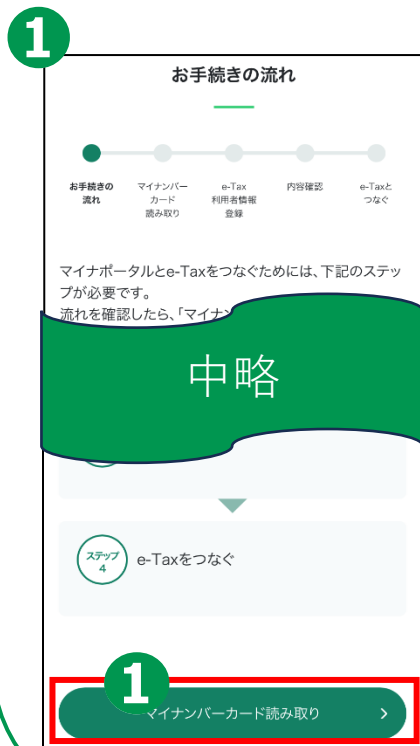 1
お手続きの流れ
お手続きの
流れ
マイナンバー
カード
読み取り
e-Tax
利用者情報
登録
内容確認
e-Taxと
つなぐ
マイナポータルとe-Taxをつなぐためには、下記のステッ
プが必要です。
流れを確認したら、「マイナン
中略
ステップ
4
e-Taxをつなぐ
1
マイナンバーカード読み取り